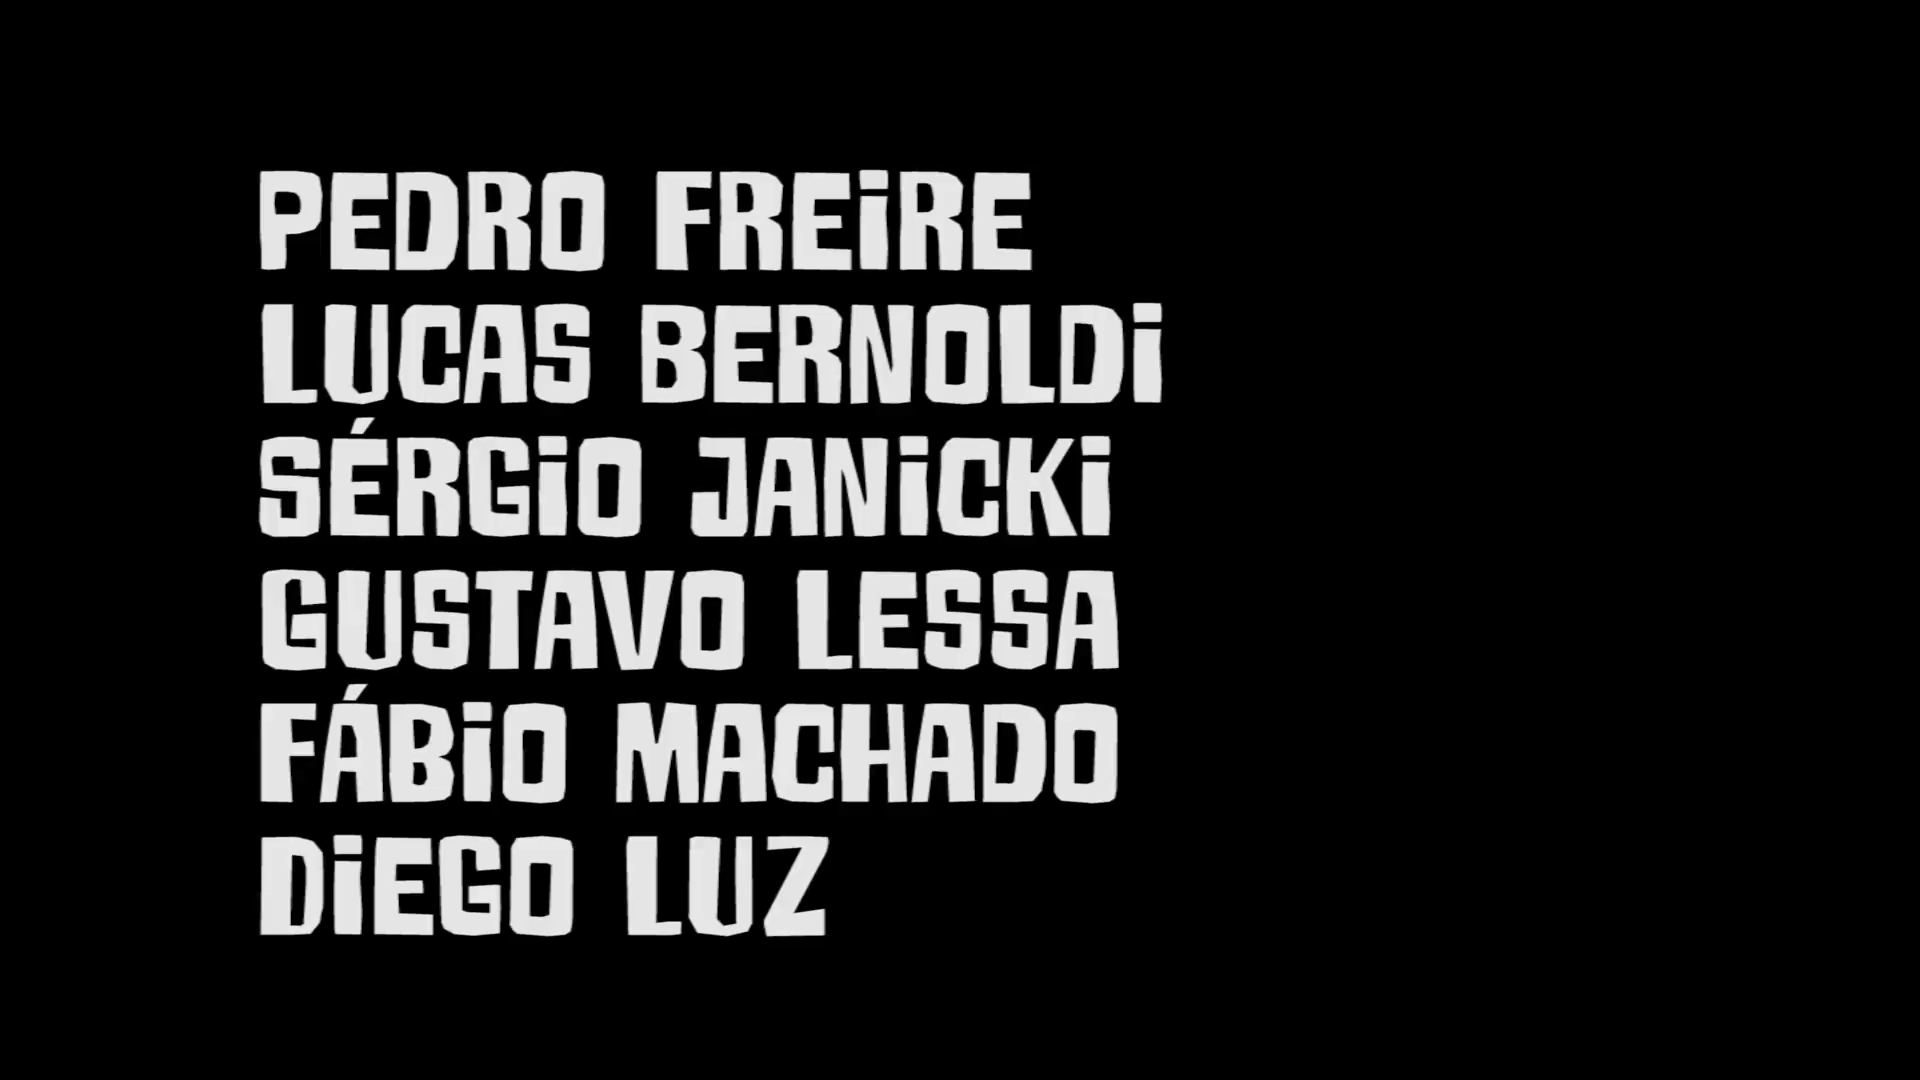 PEDRO FREiRE
LUCAS BERNOLDi
SÉRGiO JANiCKi
GUSTAVO LESSA
FÁBiO MACHADO
DiEGO LUZ